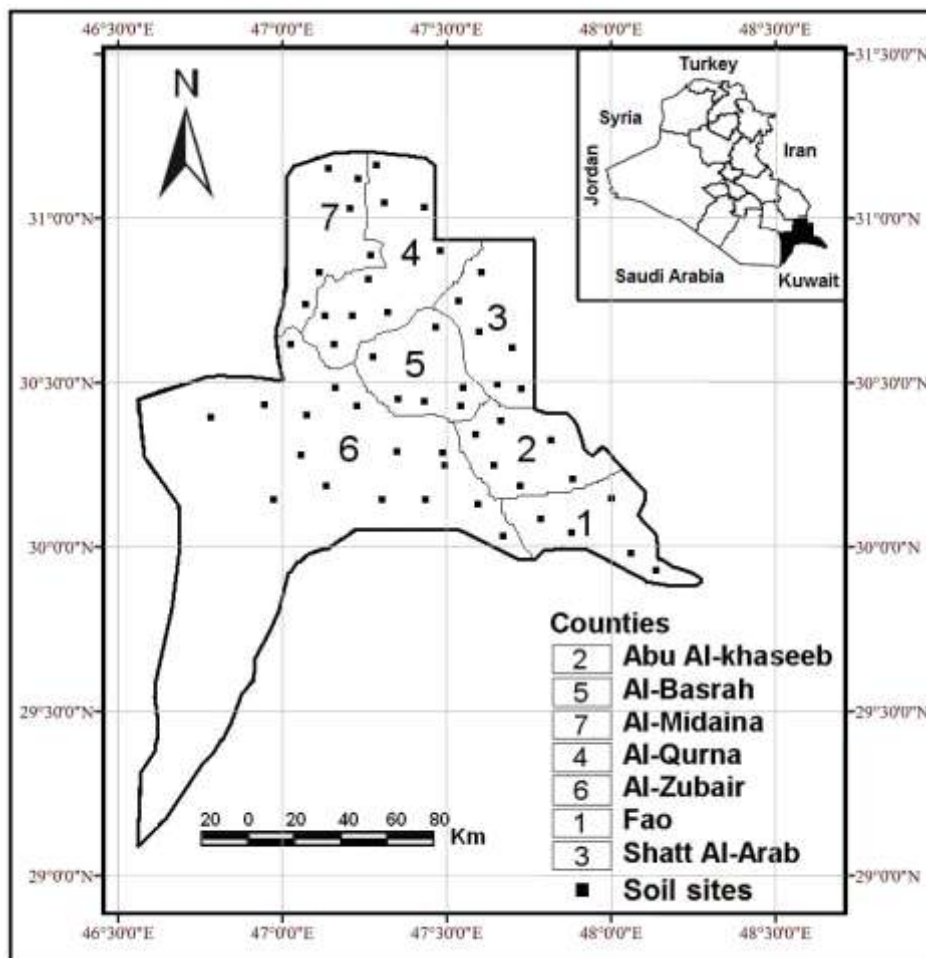 46°30'0"E 47°0'0"E 47°30'0"E 48°0'0"E 48°30'0"E
31°30'0"N
Turkey
Syria
Iran
Jordan
Saudi Arabia
Kuwait
N
31°0'0"N 31°0'0"N
7
4
3
5
30°30'0"N 30°30'0"N
6
2
1
30°0'0"N 30°0'0"N
Counties
2 Abu Al-khaseeb
5 Al-Basrah
7 Al-Midaina
4 Al-Qurna
6 Al-Zubair
1 Fao
3 Shatt Al-Arab
Soil sites
29°30'0"N 29°30'0"N
20 0 20 40 60 80
Km
29°0'0"N 29°0'0"N
46°30'0"E 47°0'0"E 47°30'0"E 48°0'0"E 48°30'0"E